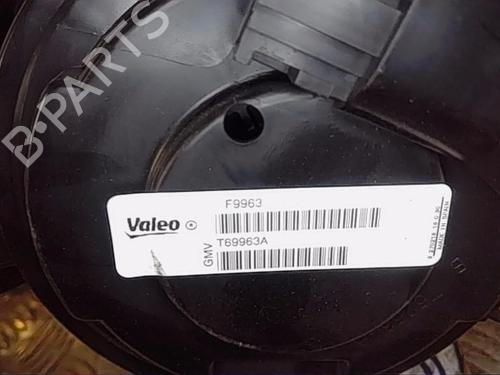 B-PARTS
F9963
Valeo
T69963A
GMV
MADE IN SPAIN